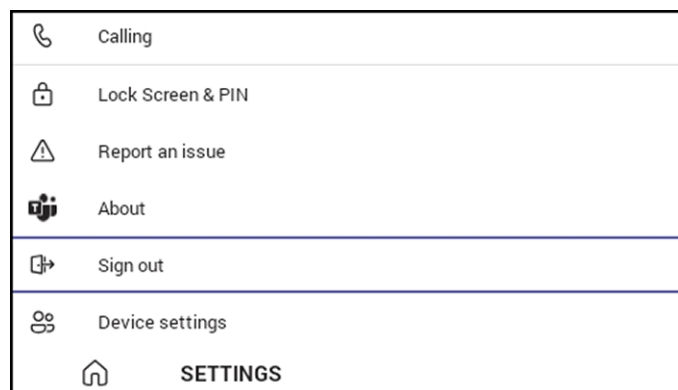 Calling
Lock Screen & PIN
Report an issue
About
Sign out
Device settings
SETTINGS